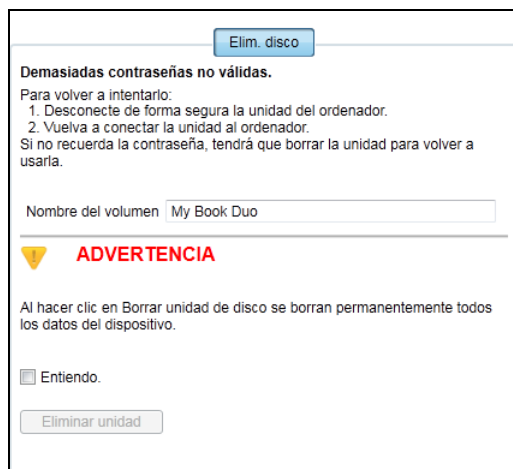 Elim. disco
Demasiadas contraseñas no válidas.
Para volver a intentarlo:
1. Desconecte de forma segura la unidad del ordenador.
2. Vuelva a conectar la unidad al ordenador.
Si no recuerda la contraseña, tendrá que borrar la unidad para volver a
usarla.
Nombre del volumen My Book Duo
ADVERTENCIA
Al hacer clic en Borrar unidad de disco se borran permanentemente todos
los datos del dispositivo.
Entiendo.
Eliminar unidad